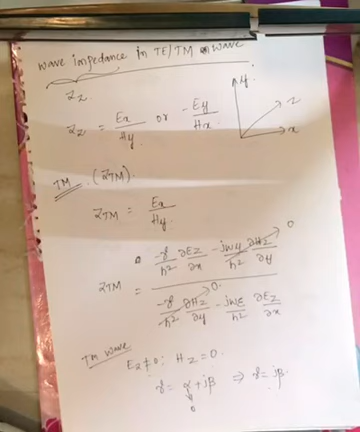 wave impedance in TE/TM wave
Zz.
Zz = Ex/Hy or -Ey/Hx
y
z
x
TM (ZTM).
ZTM = Ex/Hy
ZTM = (-γ/h² ∂Ez/∂x - jωμ/h² ∂Hz/∂y → 0) / (-γ/h² ∂Hz/∂y → 0 - jωε/h² ∂Ez/∂x)
TM wave Ez ≠ 0; Hz = 0.
γ = α + jβ ⇒ γ = jβ
0